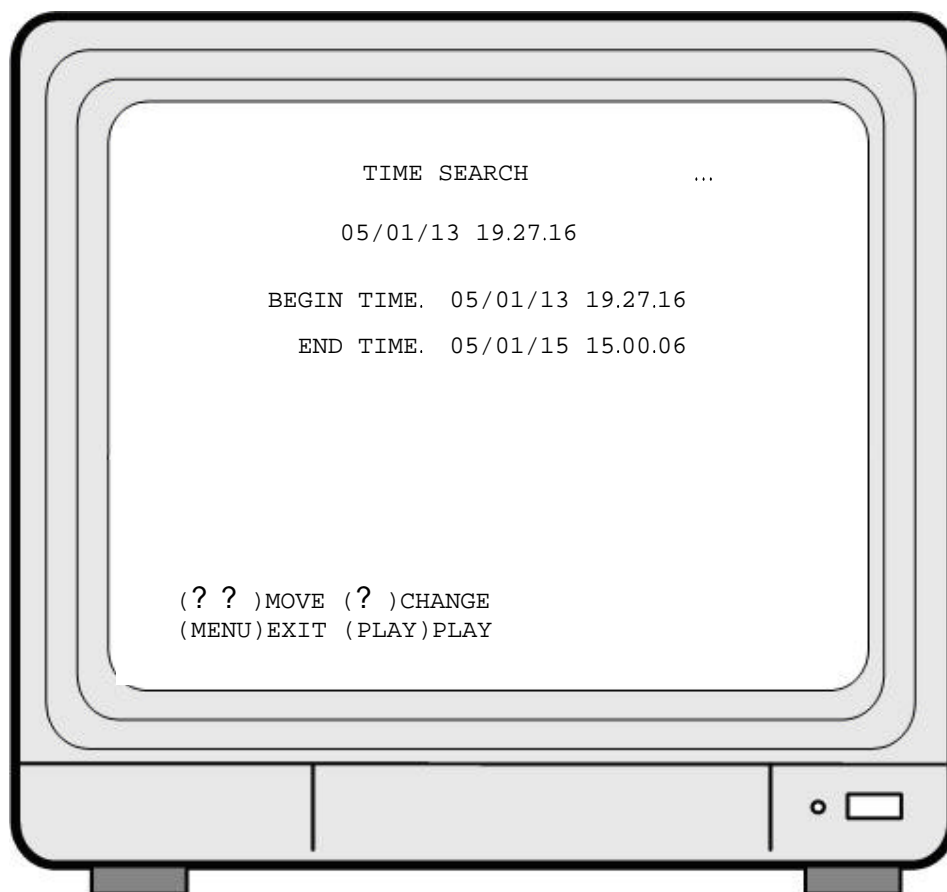 TIME SEARCH ...
05/01/13 19.27.16
BEGIN TIME. 05/01/13 19.27.16
END TIME. 05/01/15 15.00.06
(? ? )MOVE (? )CHANGE
(MENU)EXIT (PLAY)PLAY